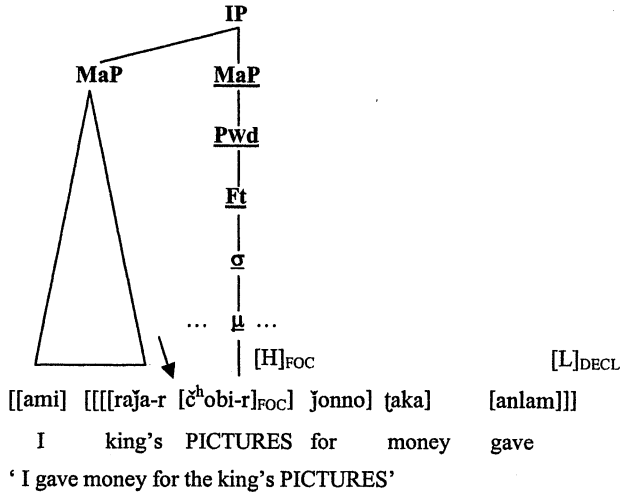 IP
MaP MaP
Pwd
Ft
σ
... μ ...
[H]FOC [L]DECL
[[ami] [[[[raǰa-r [čʰobi-r]FOC] ǰonno] ʈaka] [anlam]]]
I king's PICTURES for money gave
‘ I gave money for the king's PICTURES’